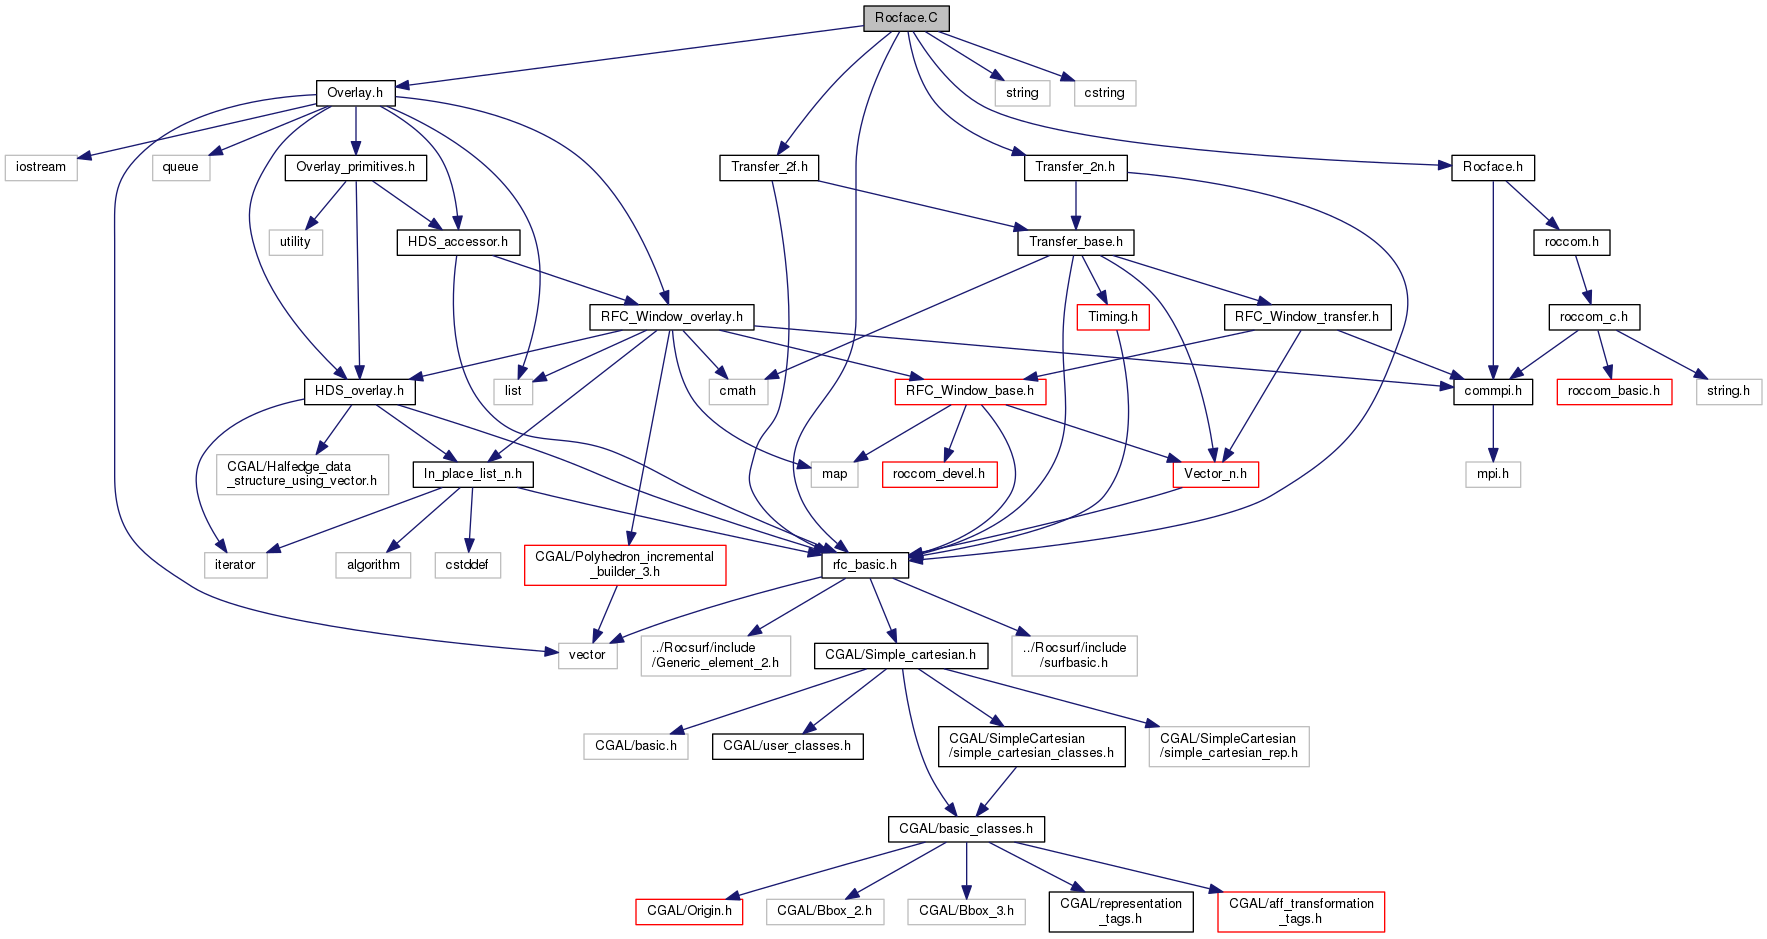 Rocface.C
Overlay.h
string
cstring
iostream
queue
Overlay_primitives.h
Transfer_2f.h
Transfer_2n.h
Rocface.h
utility
HDS_accessor.h
Transfer_base.h
roccom.h
RFC_Window_overlay.h
Timing.h
RFC_Window_transfer.h
roccom_c.h
HDS_overlay.h
list
cmath
RFC_Window_base.h
commpi.h
roccom_basic.h
string.h
CGAL/Halfedge_data
_structure_using_vector.h
In_place_list_n.h
map
roccom_devel.h
Vector_n.h
mpi.h
iterator
algorithm
cstddef
CGAL/Polyhedron_incremental
_builder_3.h
rfc_basic.h
vector
../Rocsurf/include
/Generic_element_2.h
CGAL/Simple_cartesian.h
../Rocsurf/include
/surfbasic.h
CGAL/basic.h
CGAL/user_classes.h
CGAL/SimpleCartesian
/simple_cartesian_classes.h
CGAL/SimpleCartesian
/simple_cartesian_rep.h
CGAL/basic_classes.h
CGAL/Origin.h
CGAL/Bbox_2.h
CGAL/Bbox_3.h
CGAL/representation
_tags.h
CGAL/aff_transformation
_tags.h